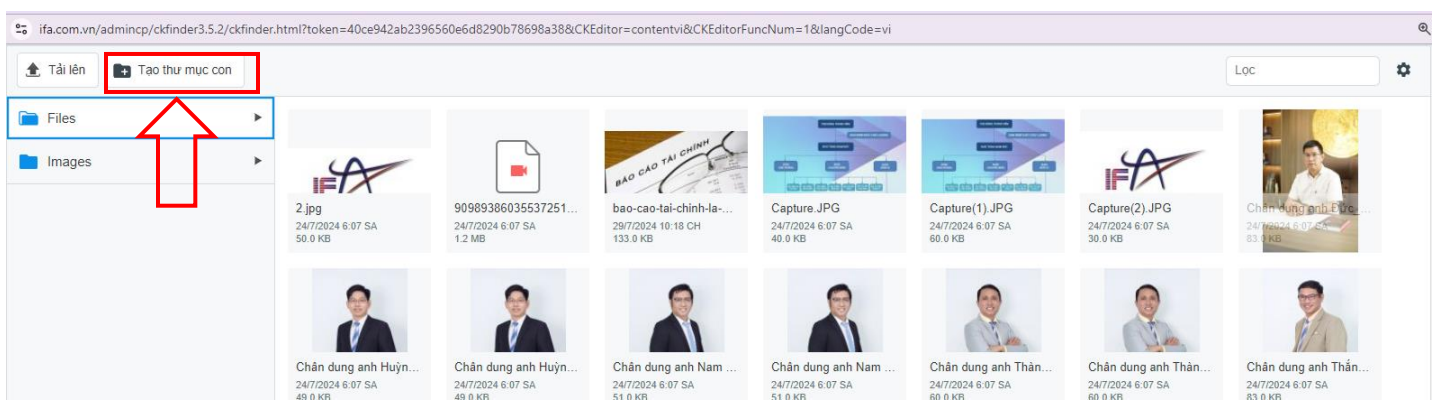 ifa.com.vn/admincp/ckfinder3.5.2/ckfinder.html?token=40ce942ab2396560e6d8290b78698a38&CKEditor=contentvi&CKEditorFuncNum=1&langCode=vi
Tải lên
Tạo thư mục con
Lọc
Files
Images
IFA
BÁO CÁO TÀI CHÍNH
IFA
2.jpg
24/7/2024 6:07 SA
50.0 KB
90989386035537251...
24/7/2024 6:07 SA
1.2 MB
bao-cao-tai-chinh-la-...
29/7/2024 10:18 CH
133.0 KB
Capture.JPG
24/7/2024 6:07 SA
40.0 KB
Capture(1).JPG
24/7/2024 6:07 SA
60.0 KB
Capture(2).JPG
24/7/2024 6:07 SA
30.0 KB
Chân dung anh Đức_...
24/7/2024 6:07 SA
83.0 KB
Chân dung anh Huỳn...
24/7/2024 6:07 SA
49.0 KB
Chân dung anh Huỳn...
24/7/2024 6:07 SA
49.0 KB
Chân dung anh Nam ...
24/7/2024 6:07 SA
51.0 KB
Chân dung anh Nam ...
24/7/2024 6:07 SA
51.0 KB
Chân dung anh Thàn...
24/7/2024 6:07 SA
60.0 KB
Chân dung anh Thàn...
24/7/2024 6:07 SA
60.0 KB
Chân dung anh Thắn...
24/7/2024 6:07 SA
83.0 KB